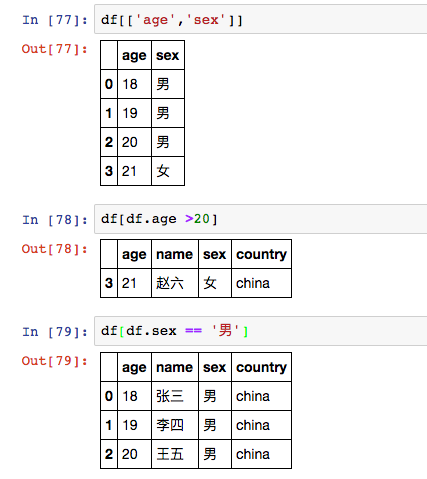 In [77]: df[['age','sex']]
Out[77]:
age sex
0 18 男
1 19 男
2 20 男
3 21 女
In [78]: df[df.age >20]
Out[78]:
age name sex country
3 21 赵六 女 china
In [79]: df[df.sex == '男']
Out[79]:
age name sex country
0 18 张三 男 china
1 19 李四 男 china
2 20 王五 男 china